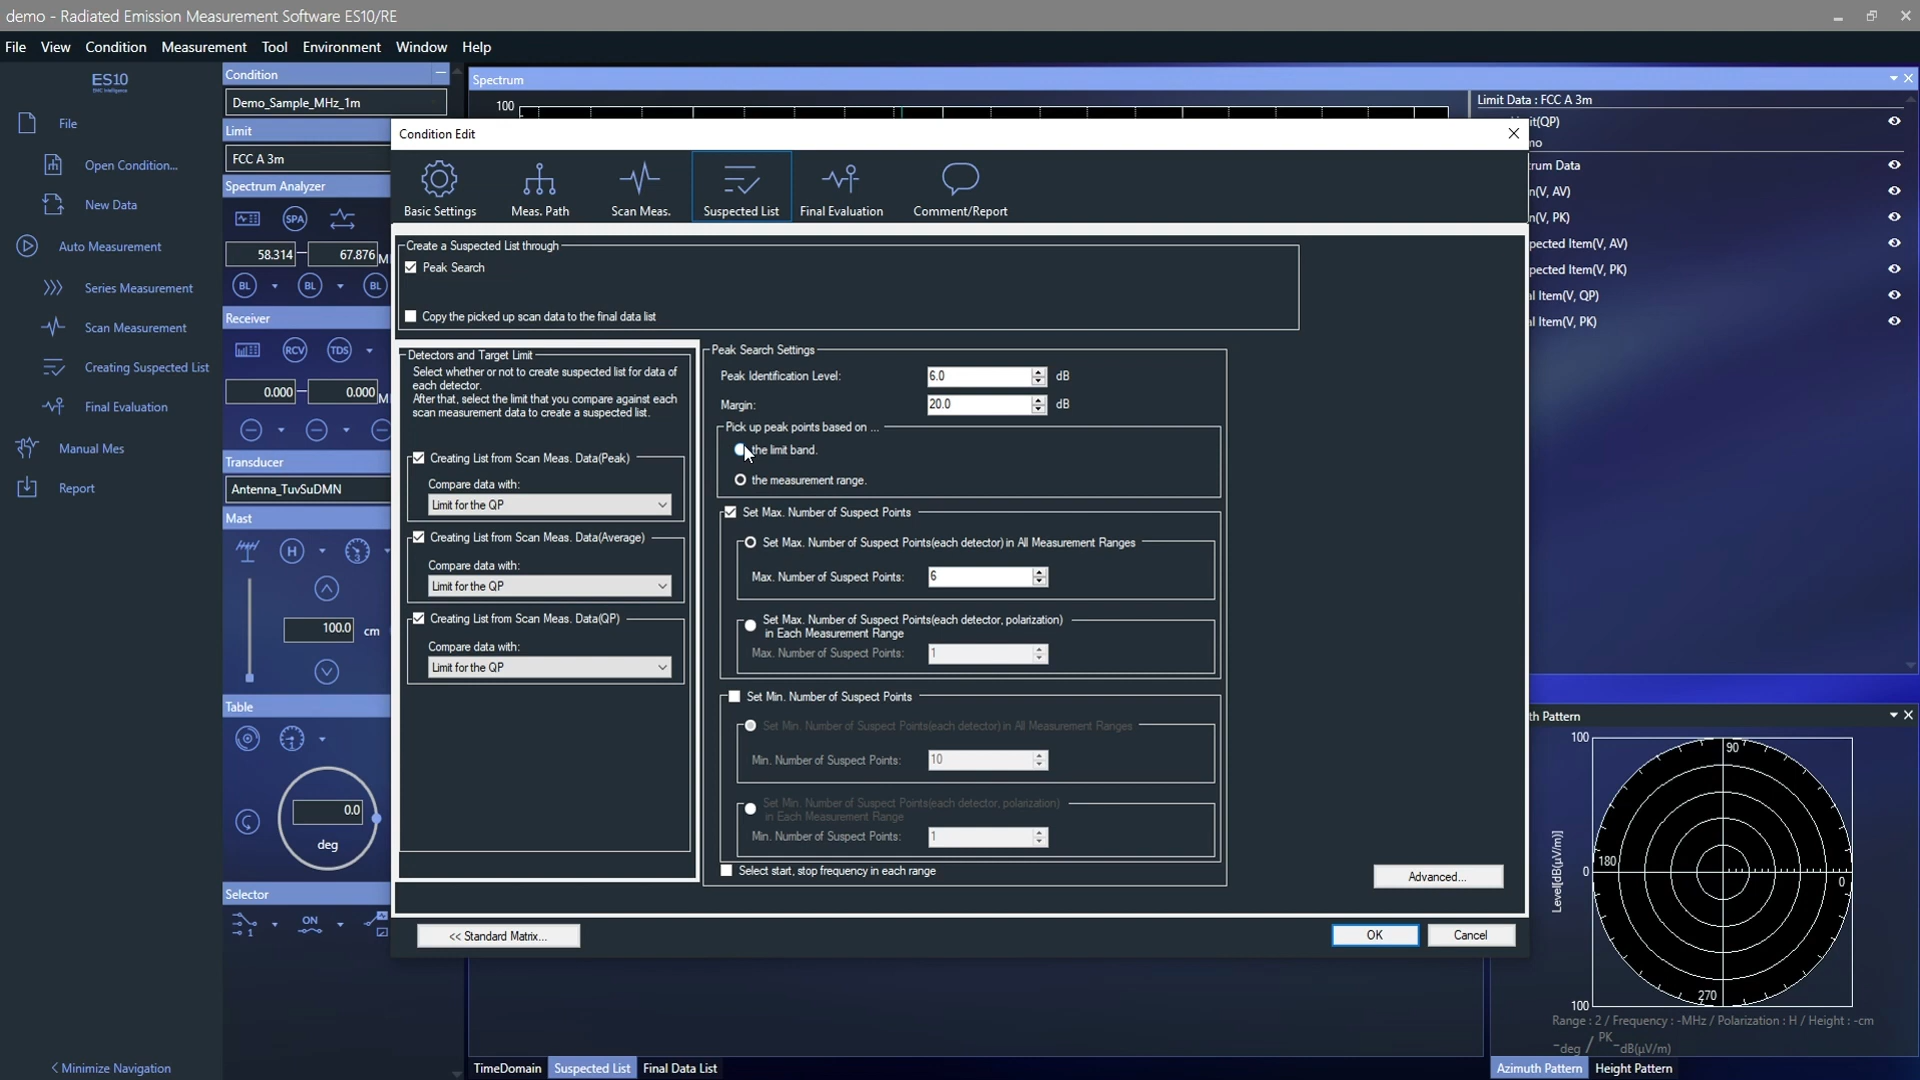 demo - Radiated Emission Measurement Software ES10/RE
File View Condition Measurement Tool Environment Window Help
ES10
File
Open Condition...
New Data
Auto Measurement
Series Measurement
Scan Measurement
Creating Suspected List
Final Evaluation
Manual Mes
Report
< Minimize Navigation
Condition
Demo_Sample_MHz_1m
Limit
FCC A 3m
Spectrum Analyzer
SPA
58.314 67.876 M
BL BL BL
Receiver
RCV TDS
0.000 0.000 M
Transducer
Antenna_TuvSuDMN
Mast
H 3
100.0 cm
Table
1
0.0
deg
Selector
1 ON
Spectrum
100
Condition Edit
Basic Settings Meas. Path Scan Meas. Suspected List Final Evaluation Comment/Report
Create a Suspected List through
Peak Search
Copy the picked up scan data to the final data list
Detectors and Target Limit
Select whether or not to create suspected list for data of
each detector.
After that, select the limit that you compare against each
scan measurement data to create a suspected list.
Creating List from Scan Meas. Data(Peak)
Compare data with:
Limit for the QP
Creating List from Scan Meas. Data(Average)
Compare data with:
Limit for the QP
Creating List from Scan Meas. Data(QP)
Compare data with:
Limit for the QP
Peak Search Settings
Peak Identification Level: 6.0 dB
Margin: 20.0 dB
Pick up peak points based on ...
the limit band.
the measurement range.
Set Max. Number of Suspect Points
Set Max. Number of Suspect Points(each detector) in All Measurement Ranges
Max. Number of Suspect Points: 6
Set Max. Number of Suspect Points(each detector, polarization)
in Each Measurement Range
Max. Number of Suspect Points: 1
Set Min. Number of Suspect Points
Set Min. Number of Suspect Points(each detector) in All Measurement Ranges
Min. Number of Suspect Points: 10
Set Min. Number of Suspect Points(each detector, polarization)
in Each Measurement Range
Min. Number of Suspect Points: 1
Select start, stop frequency in each range
Advanced...
<< Standard Matrix...
OK Cancel
Limit Data : FCC A 3m
it(QP)
no
rum Data
n(V, AV)
n(V, PK)
pected Item(V, AV)
pected Item(V, PK)
l Item(V, QP)
l Item(V, PK)
th Pattern
100
90
180
0
0
270
100
Level[dB(µV/m)]
Range : 2 / Frequency : -MHz / Polarization : H / Height : -cm
-deg / PK -dB(µV/m)
TimeDomain Suspected List Final Data List
Azimuth Pattern Height Pattern